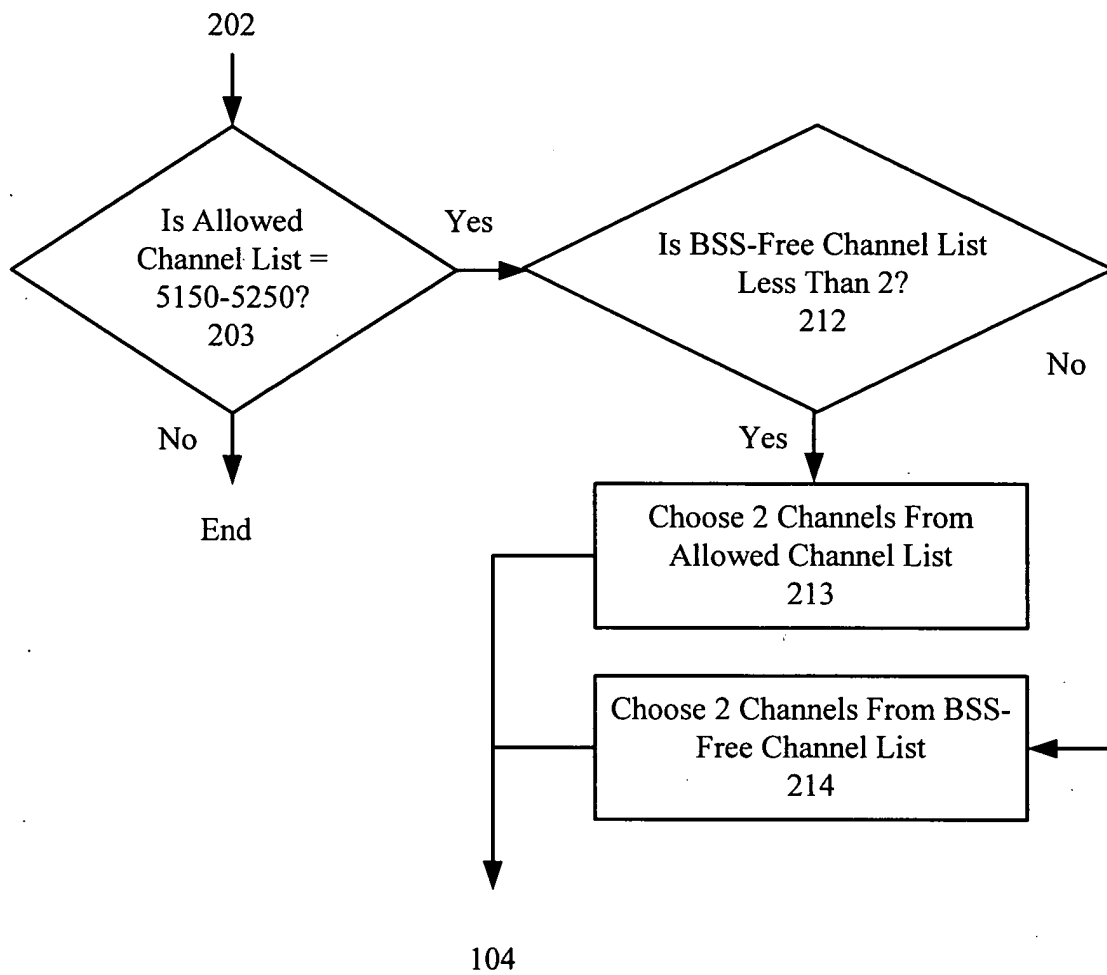 202
Is Allowed
Channel List =
5150-5250?
203
Yes
Is BSS-Free Channel List
Less Than 2?
212
No
No
Yes
End
Choose 2 Channels From
Allowed Channel List
213
Choose 2 Channels From BSS-
Free Channel List
214
104